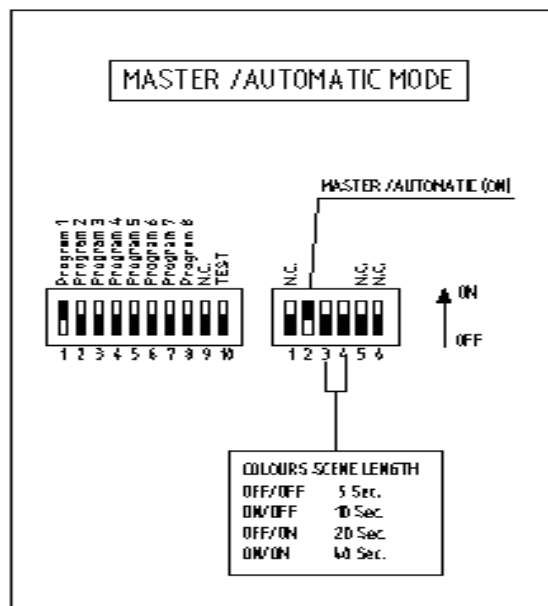 MASTER /AUTOMATIC MODE
MASTER /AUTOMATIC (ON)
Program 1
Program 2
Program 3
Program 4
Program 5
Program 6
Program 7
Program 8
N.C.
TEST
N.C.
N.C.
N.C.
ON
OFF
1 2 3 4 5 6 7 8 9 10
1 2 3 4 5 6
COLOURS SCENE LENGTH
OFF/OFF 5 Sec.
ON/OFF 10 Sec.
OFF/ON 20 Sec.
ON/ON 40 Sec.